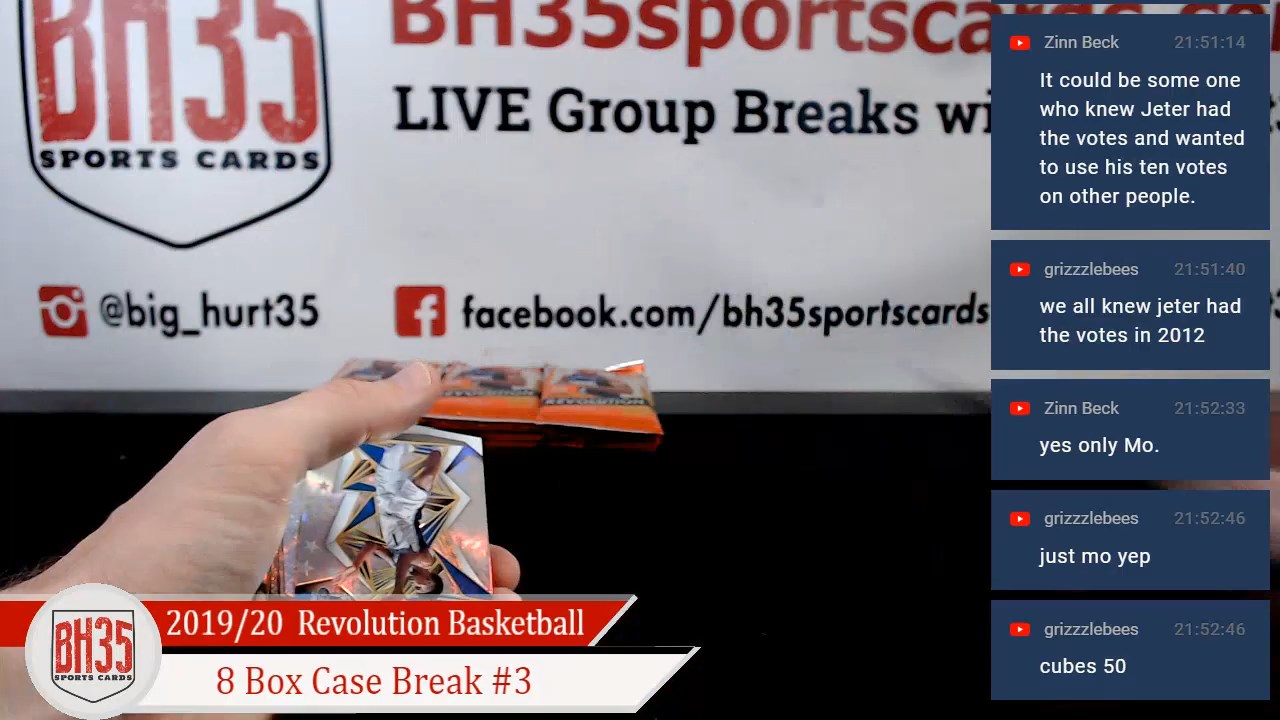 BH35
SPORTS CARDS
BH35sportscards.co
LIVE Group Breaks
@big_hurt35
facebook.com/bh35sportscards
REVOLUTION
Zinn Beck 21:51:14
It could be some one
who knew Jeter had
the votes and wanted
to use his ten votes
on other people.
grizzzlebees 21:51:40
we all knew jeter had
the votes in 2012
Zinn Beck 21:52:33
yes only Mo.
grizzzlebees 21:52:46
just mo yep
grizzzlebees 21:52:46
cubes 50
BH35
SPORTS CARDS
2019/20 Revolution Basketball
8 Box Case Break #3